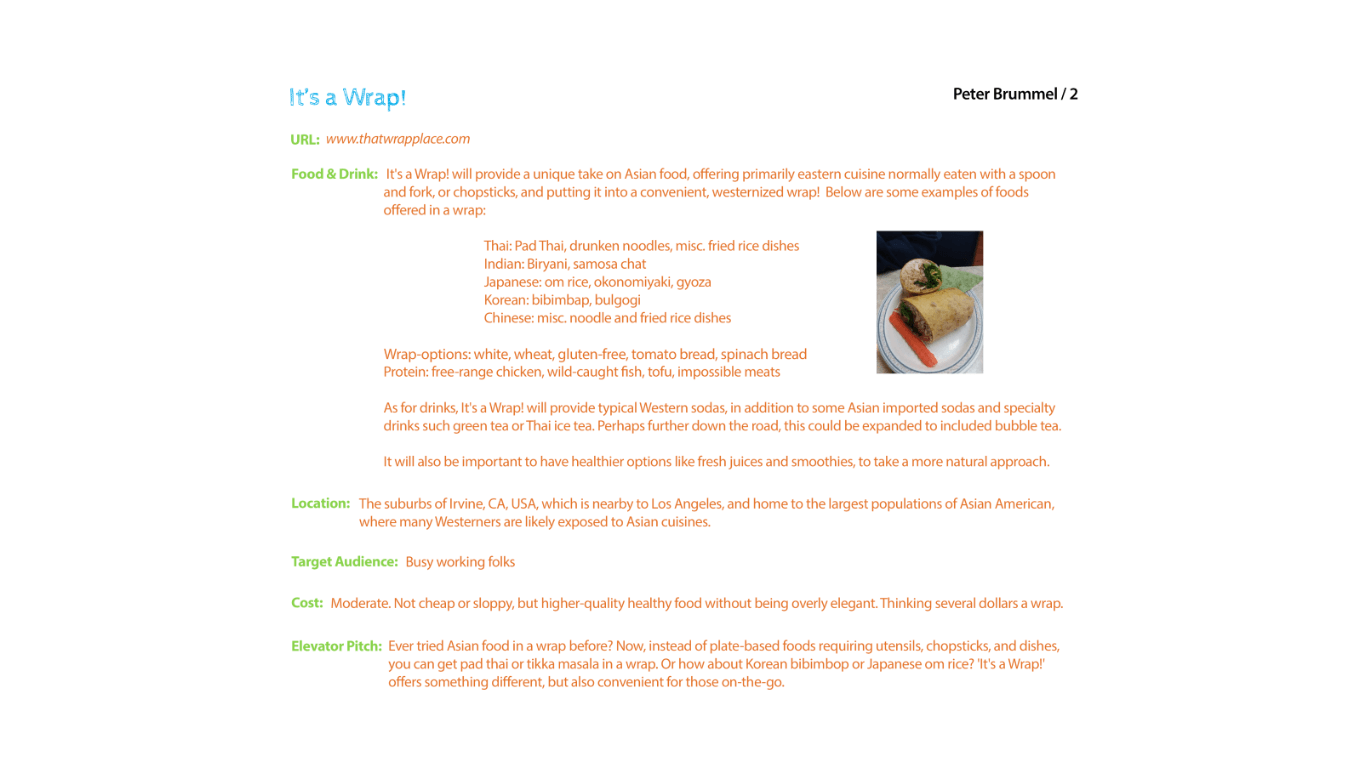 It's a Wrap!
Peter Brummel / 2
URL: www.thatwrapplace.com
Food & Drink: It's a Wrap! will provide a unique take on Asian food, offering primarily eastern cuisine normally eaten with a spoon
and fork, or chopsticks, and putting it into a convenient, westernized wrap! Below are some examples of foods
offered in a wrap:
Thai: Pad Thai, drunken noodles, misc. fried rice dishes
Indian: Biryani, samosa chat
Japanese: om rice, okonomiyaki, gyoza
Korean: bibimbap, bulgogi
Chinese: misc. noodle and fried rice dishes
Wrap-options: white, wheat, gluten-free, tomato bread, spinach bread
Protein: free-range chicken, wild-caught fish, tofu, impossible meats
As for drinks, It's a Wrap! will provide typical Western sodas, in addition to some Asian imported sodas and specialty
drinks such green tea or Thai ice tea. Perhaps further down the road, this could be expanded to included bubble tea.
It will also be important to have healthier options like fresh juices and smoothies, to take a more natural approach.
Location: The suburbs of Irvine, CA, USA, which is nearby to Los Angeles, and home to the largest populations of Asian American,
where many Westerners are likely exposed to Asian cuisines.
Target Audience: Busy working folks
Cost: Moderate. Not cheap or sloppy, but higher-quality healthy food without being overly elegant. Thinking several dollars a wrap.
Elevator Pitch: Ever tried Asian food in a wrap before? Now, instead of plate-based foods requiring utensils, chopsticks, and dishes,
you can get pad thai or tikka masala in a wrap. Or how about Korean bibimbop or Japanese om rice? 'It's a Wrap!'
offers something different, but also convenient for those on-the-go.